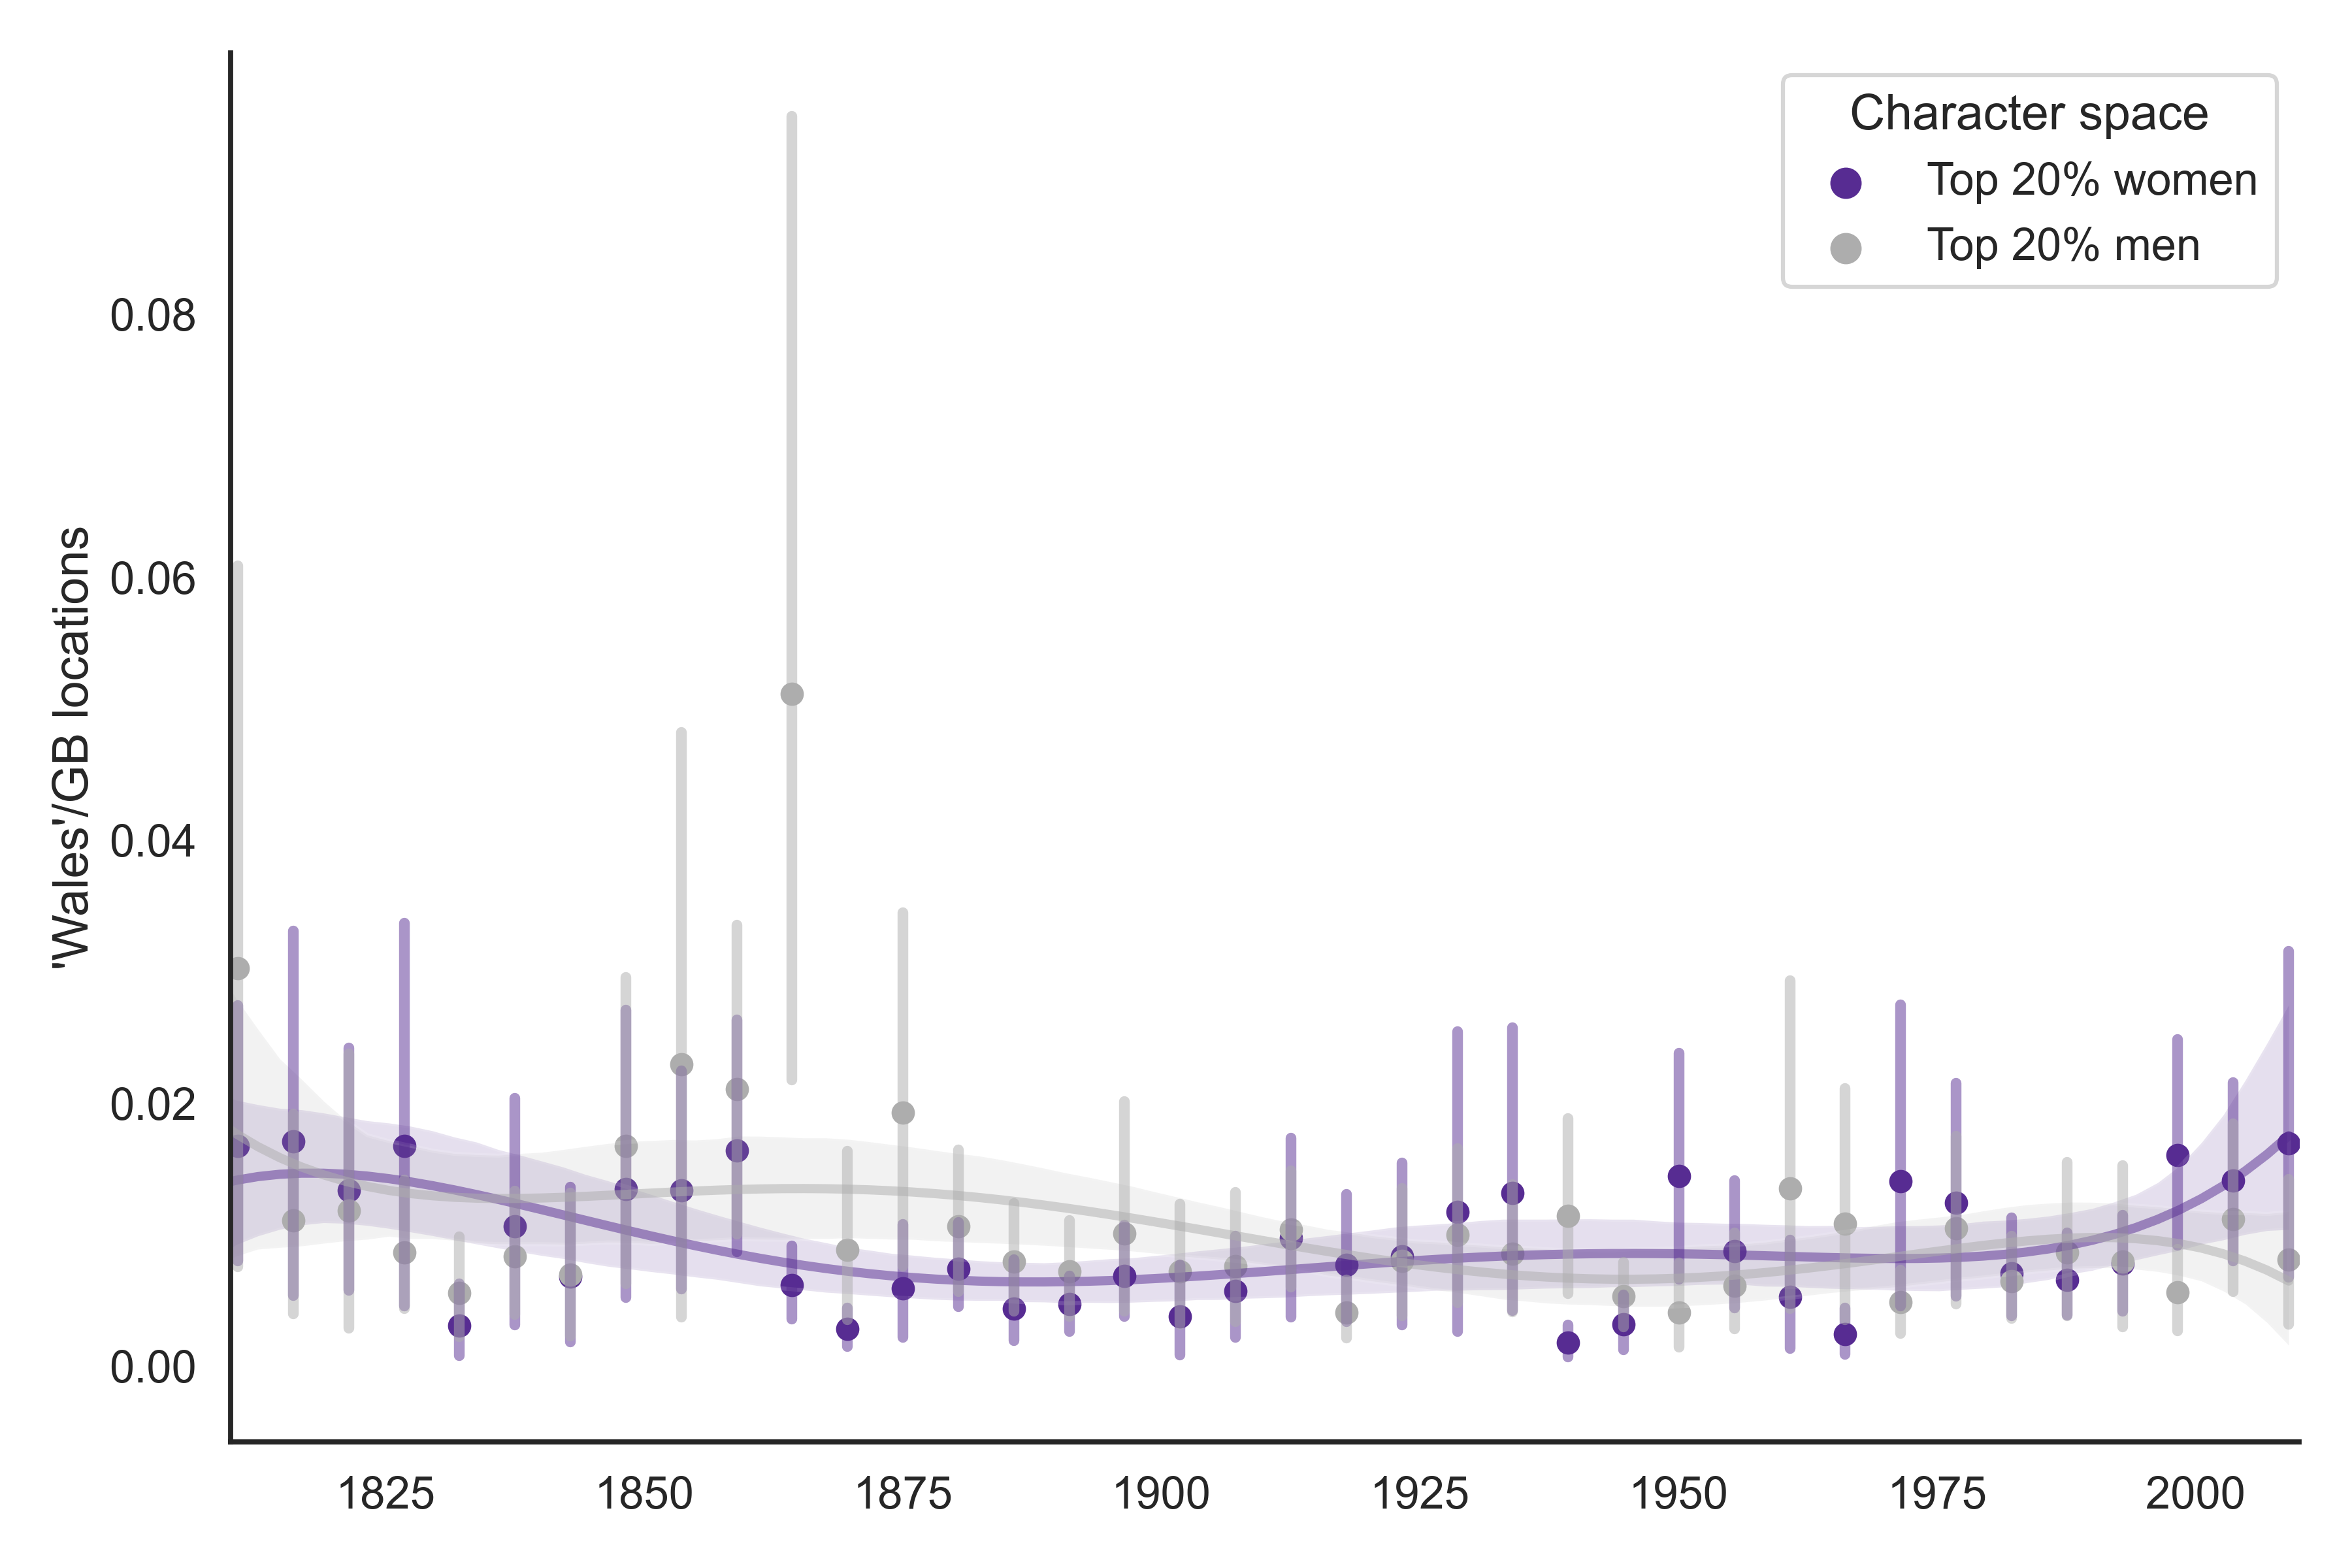 Character space
Top 20% women
Top 20% men
'Wales'/GB locations
0.08
0.06
0.04
0.02
0.00
1825 1850 1875 1900 1925 1950 1975 2000